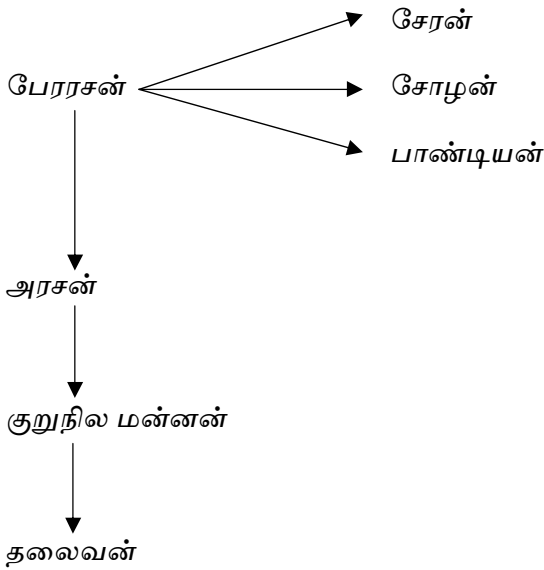 சேரன்
பேரரசன்
சோழன்
பாண்டியன்
அரசன்
குறுநில மன்னன்
தலைவன்